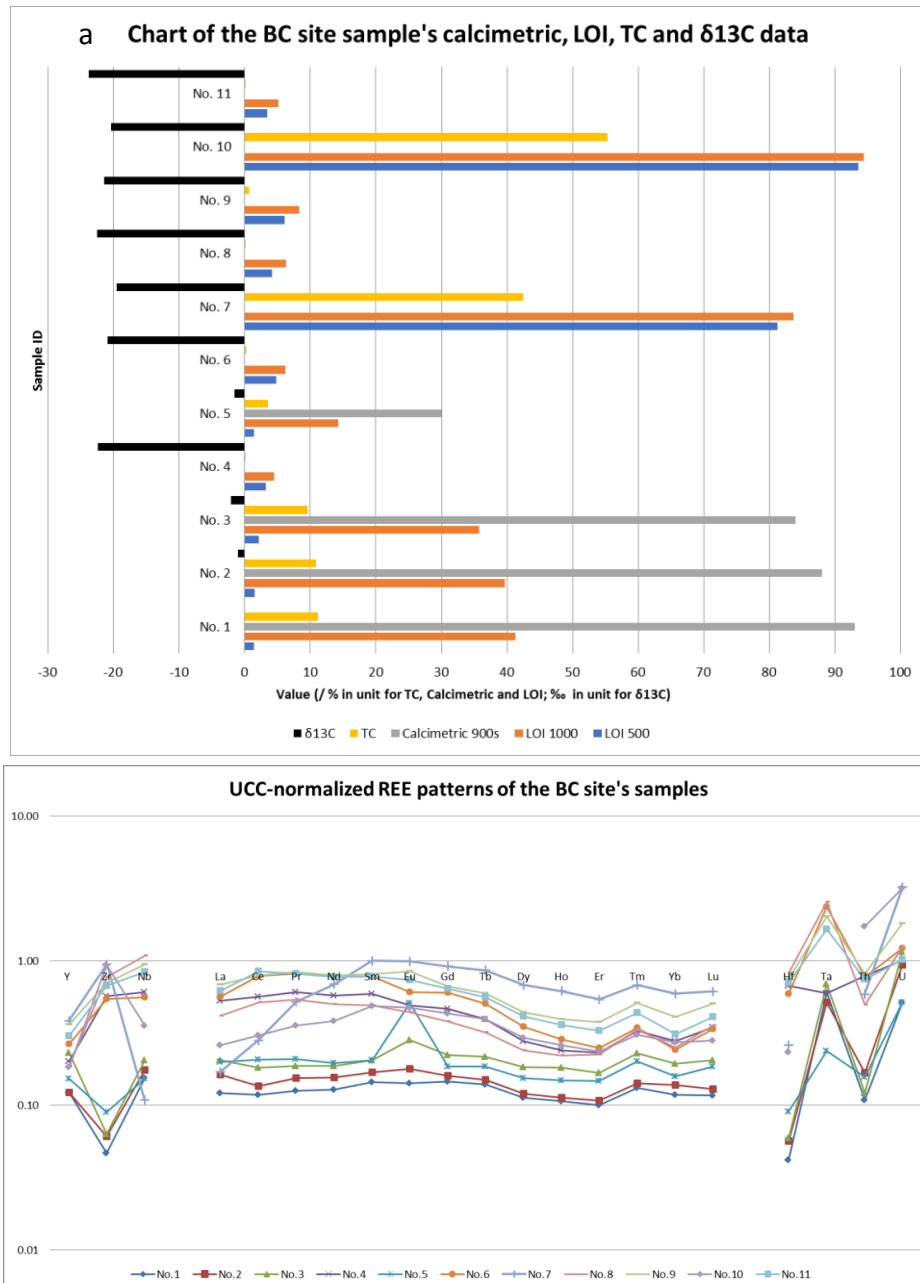 a Chart of the BC site sample's calcimetric, LOI, TC and δ13C data
No. 11
No. 10
No. 9
No. 8
No. 7
No. 6
No. 5
No. 4
No. 3
No. 2
No. 1
Sample ID
-30 -20 -10 0 10 20 30 40 50 60 70 80 90 100
Value (/ % in unit for TC, Calcimetric and LOI; ‰ in unit for δ13C)
δ13C TC Calcimetric 900s LOI 1000 LOI 500
UCC-normalized REE patterns of the BC site's samples
10.00
1.00
Y Zr Nb La Ce Pr Nd Sm Eu Gd Tb Dy Ho Er Tm Yb Lu Hf Ta Th U
0.10
0.01
No.1 No.2 No.3 No.4 No.5 No.6 No.7 No.8 No.9 No.10 No.11